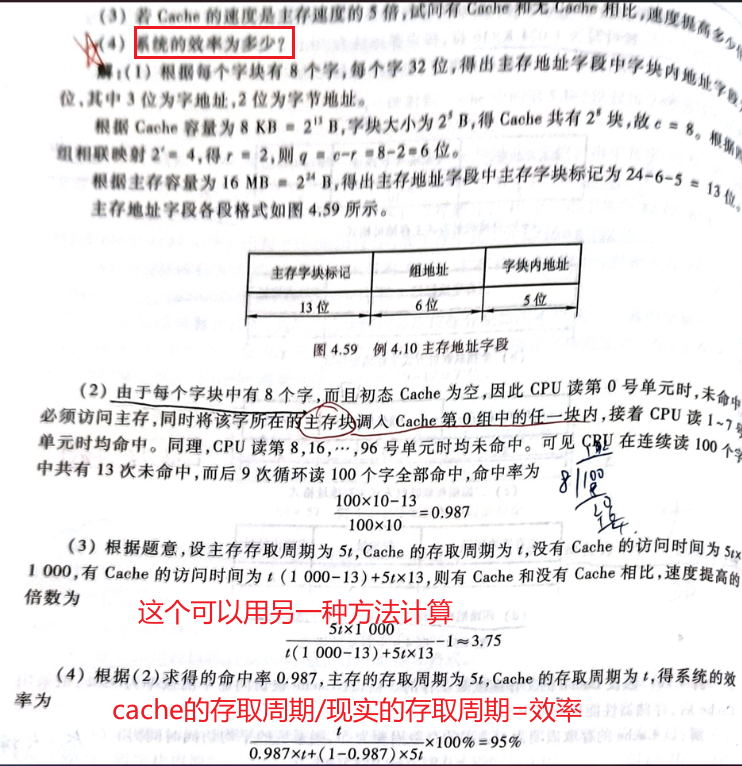 (3) 若 Cache 的速度是主存速度的 5 倍,试问有 Cache 和无 Cache 相比,速度提高多少倍
(4) 系统的效率为多少?
解:(1) 根据每个字块有 8 个字,每个字 32 位,得出主存地址字段中字块内地址字段
位,其中 3 位为字地址,2 位为字节地址。
根据 Cache 容量为 8 KB = 2¹³ B,字块大小为 2⁵ B,得 Cache 共有 2⁸ 块,故 c = 8。根据
组相联映射 2ʳ = 4,得 r = 2,则 q = c-r =8-2=6 位。
根据主存容量为 16 MB = 2²⁴ B,得出主存地址字段中主存字块标记为 24-6-5 = 13 位。
主存地址字段各段格式如图 4.59 所示。
主存字块标记 组地址 字块内地址
13 位 6 位 5 位
图 4.59 例 4.10 主存地址字段
(2) 由于每个字块中有 8 个字,而且初态 Cache 为空,因此 CPU 读第 0 号单元时,未命中
必须访问主存,同时将该字所在的主存块调入 Cache 第 0 组中的任一块内,接着 CPU 读 1~7
单元时均命中。同理,CPU 读第 8,16,…,96 号单元时均未命中。可见 CPU 在连续读 100 个字
中共有 13 次未命中,而后 9 次循环读 100 个字全部命中,命中率为
8 100
8
20
100×10-13
100×10
=0.987
(3) 根据题意,设主存存取周期为 5t,Cache 的存取周期为 t,没有 Cache 的访问时间为 5t×
1 000,有 Cache 的访问时间为 t (1 000-13)+5t×13,则有 Cache 和没有 Cache 相比,速度提高的
倍数为
这个可以用另一种方法计算
5t×1 000
t(1 000-13)+5t×13
-1≈3.75
(4) 根据(2)求得的命中率 0.987,主存的存取周期为 5t,Cache 的存取周期为 t,得系统的效
率为
cache的存取周期/现实的存取周期=效率
t
0.987×t+(1-0.987)×5t
×100%=95%